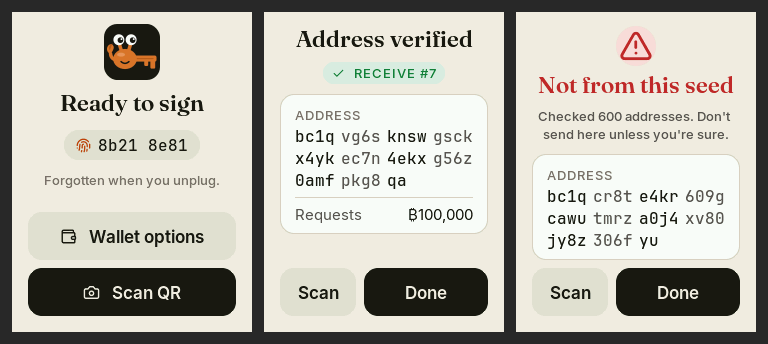 Ready to sign
8b21 8e81
Forgotten when you unplug.
Wallet options
Scan QR
Address verified
RECEIVE #7
ADDRESS
bc1q vg6s knsw gsck
x4yk ec7n 4ekx g56z
0amf pkg8 qa
Requests ₿100,000
Scan Done
Not from this seed
Checked 600 addresses. Don't
send here unless you're sure.
ADDRESS
bc1q cr8t e4kr 609g
cawu tmrz a0j4 xv80
jy8z 306f yu
Scan Done